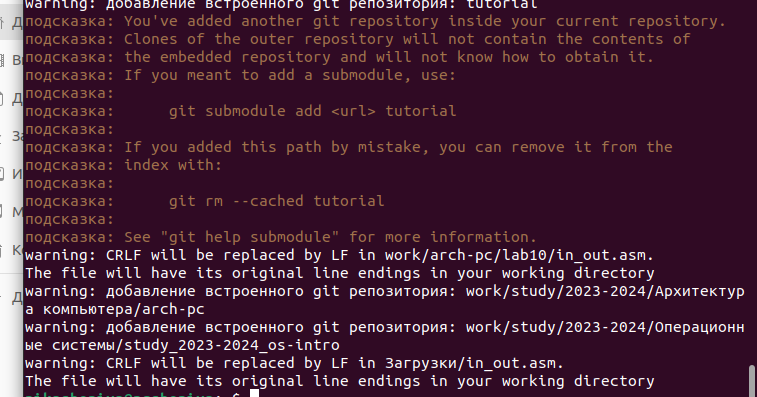 warning: добавление встроенного git репозитория: tutorial
подсказка: You've added another git repository inside your current repository.
подсказка: Clones of the outer repository will not contain the contents of
подсказка: the embedded repository and will not know how to obtain it.
подсказка: If you meant to add a submodule, use:
подсказка:
подсказка:      git submodule add <url> tutorial
подсказка:
подсказка: If you added this path by mistake, you can remove it from the
подсказка: index with:
подсказка:
подсказка:      git rm --cached tutorial
подсказка:
подсказка: See "git help submodule" for more information.
warning: CRLF will be replaced by LF in work/arch-pc/lab10/in_out.asm.
The file will have its original line endings in your working directory
warning: добавление встроенного git репозитория: work/study/2023-2024/Архитектур
а компьютера/arch-pc
warning: добавление встроенного git репозитория: work/study/2023-2024/Операционн
ые системы/study_2023-2024_os-intro
warning: CRLF will be replaced by LF in Загрузки/in_out.asm.
The file will have its original line endings in your working directory